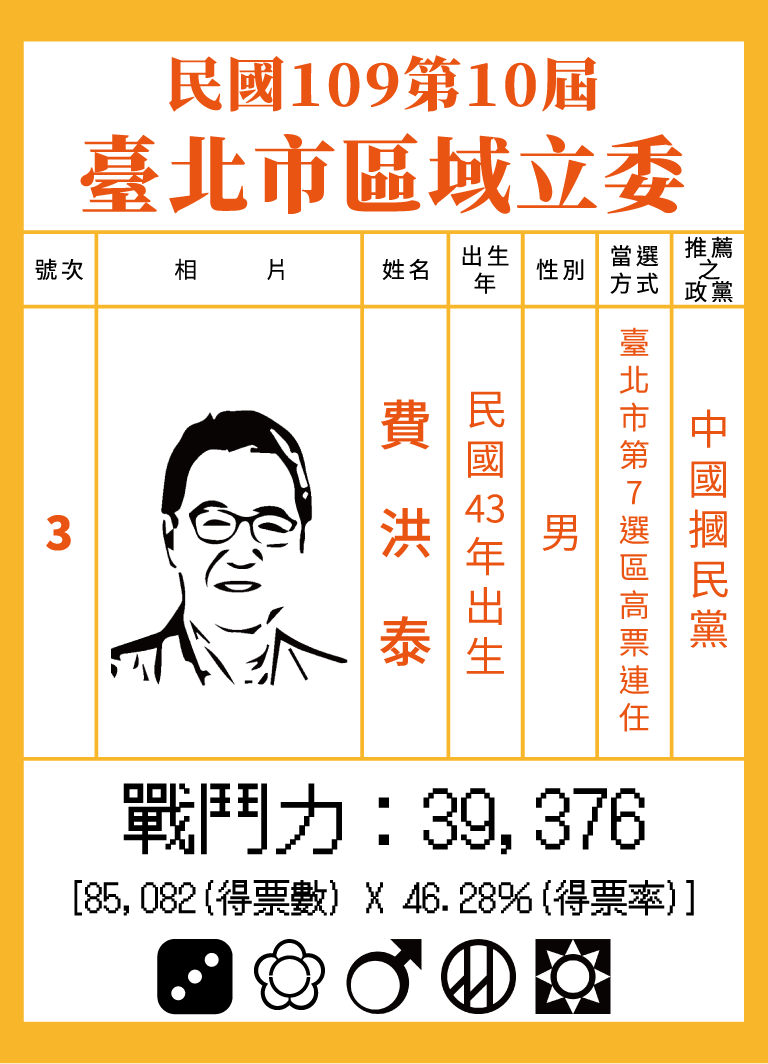 民國109第10屆
臺北市區域立委
號次
相 片
姓名
出生
年
性別
當選
方式
推薦
之
政黨
3
費洪泰
民國43年出生
男
臺北市第7選區高票連任
中國摑民黨
戰鬥力：39,376
[85,082(得票數) X 46.28%(得票率)]